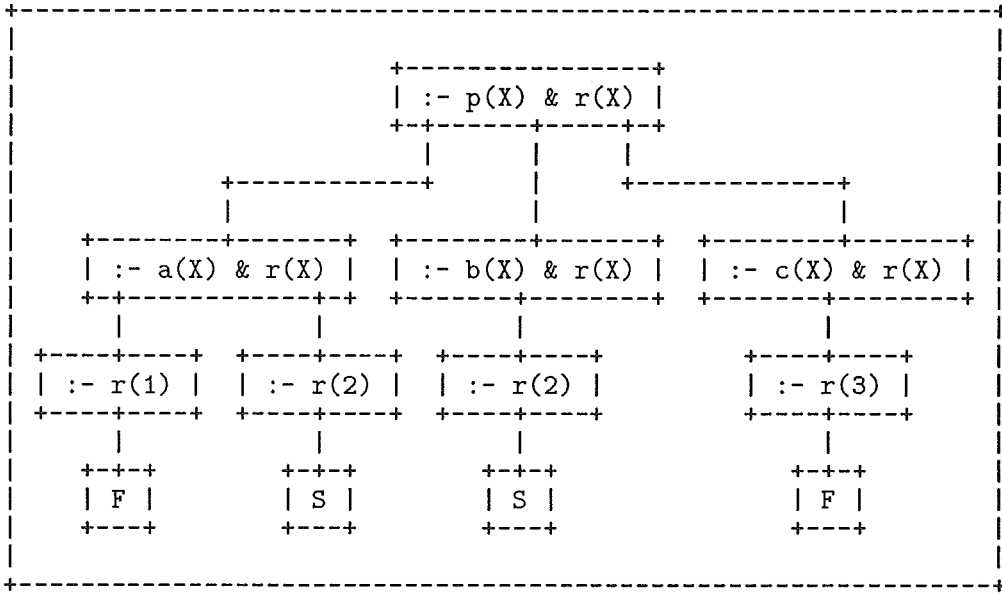 :- p(X) & r(X)
:- a(X) & r(X) :- b(X) & r(X) :- c(X) & r(X)
:- r(1) :- r(2) :- r(2) :- r(3)
F S S F